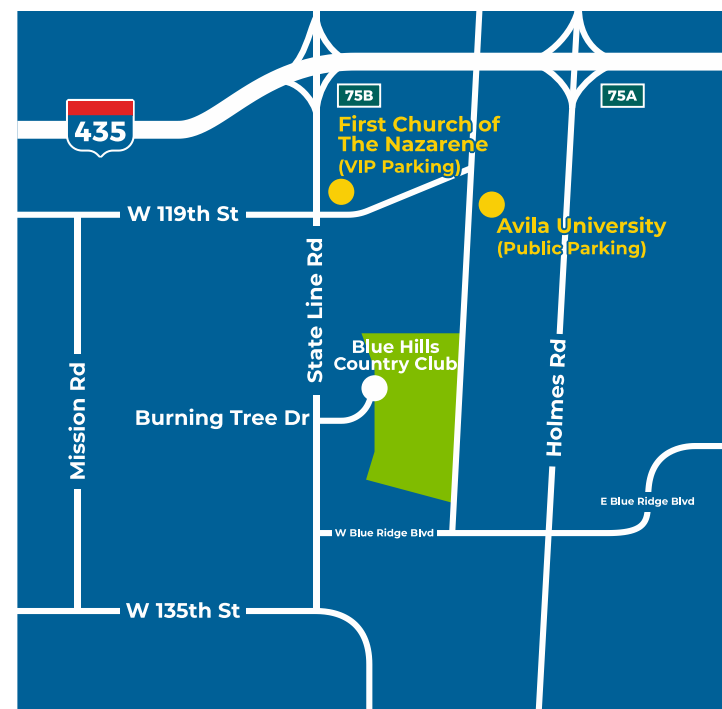 75B
75A
435
First Church of
The Nazarene
(VIP Parking)
W 119th St
Avila University
(Public Parking)
State Line Rd
Blue Hills
Country Club
Holmes Rd
Mission Rd
Burning Tree Dr
E Blue Ridge Blvd
W Blue Ridge Blvd
W 135th St